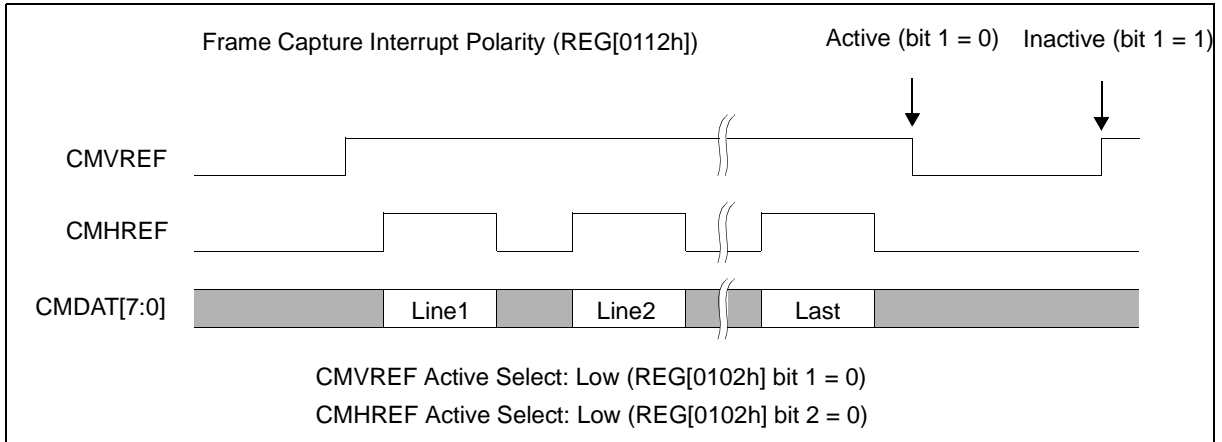 Frame Capture Interrupt Polarity (REG[0112h]) Active (bit 1 = 0) Inactive (bit 1 = 1)
CMVREF
CMHREF
CMDAT[7:0] Line1 Line2 Last
CMVREF Active Select: Low (REG[0102h] bit 1 = 0)
CMHREF Active Select: Low (REG[0102h] bit 2 = 0)